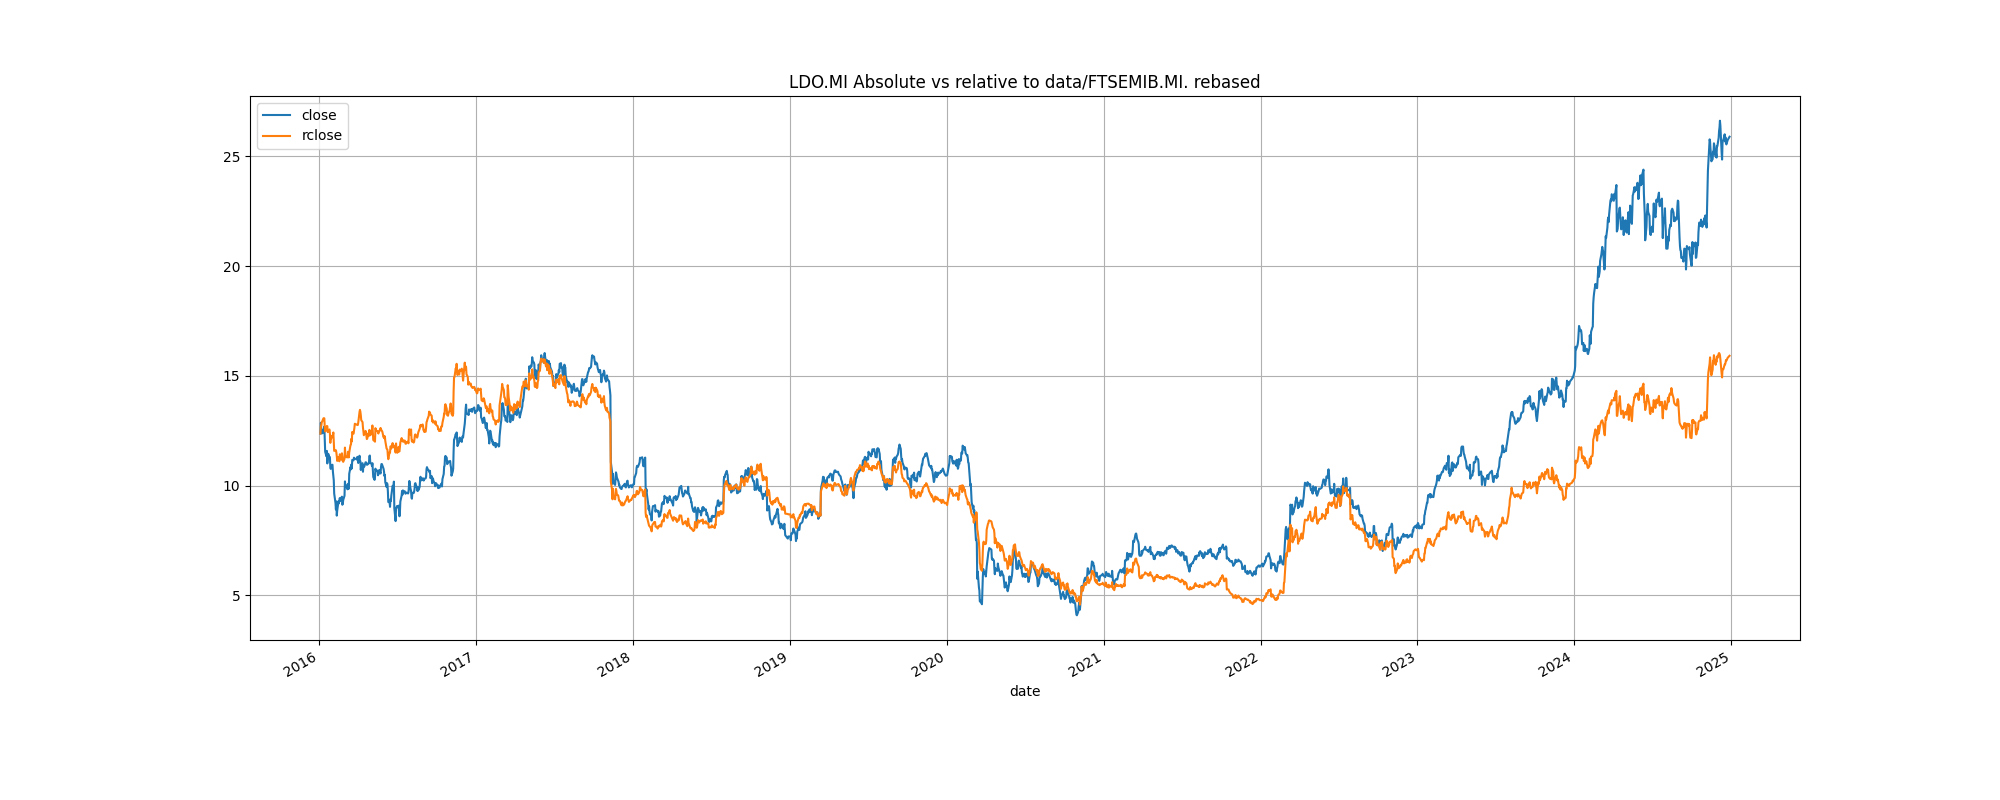 LDO.MI Absolute vs relative to data/FTSEMIB.MI. rebased
close
rclose
25
20
15
10
5
2016 2017 2018 2019 2020 2021 2022 2023 2024 2025
date